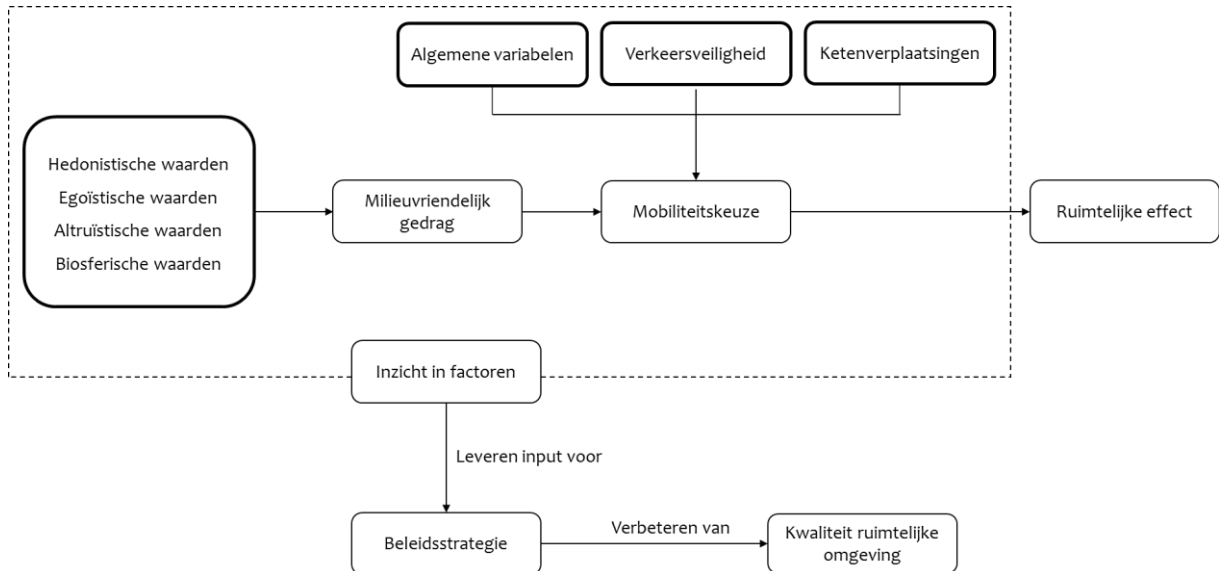 Algemene variabelen
Verkeersveiligheid
Ketenverplaatsingen
Hedonistische waarden
Egoïstische waarden
Altruïstische waarden
Biosferische waarden
Milieuvriendelijk
gedrag
Mobiliteitskeuze
Ruimtelijke effect
Inzicht in factoren
Leveren input voor
Beleidsstrategie
Verbeteren van
Kwaliteit ruimtelijke
omgeving